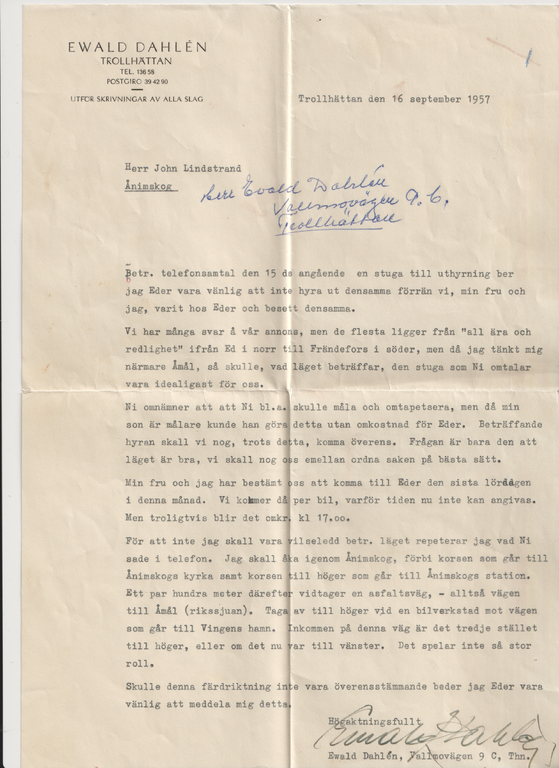 EWALD DAHLÉN
TROLLHÄTTAN
TEL. 136 58
POSTGIRO 39 42 90
UTFÖR SKRIVNINGAR AV ALLA SLAG
Trollhättan den 16 september 1957
Herr John Lindstrand
Ånimskog
Herr Evald Dahlén
Vallmovägen 9. C,
Trollhättan
Betr. telefonsamtal den 15 ds angående en stuga till uthyrning ber
jag Eder vara vänlig att inte hyra ut densamma förrän vi, min fru och
jag, varit hos Eder och besett densamma.
Vi har många svar å vår annons, men de flesta ligger från "all ära och
redlighet" ifrån Ed i norr till Frändefors i söder, men då jag tänkt mig
närmare Åmål, så skulle, vad läget beträffar, den stuga som Ni omtalar
vara idealigast för oss.
Ni omnämner att att Ni bl.a. skulle måla och omtapetsera, men då min
son är målare kunde han göra detta utan omkostnad för Eder. Beträffande
hyran skall vi nog, trots detta, komma överens. Frågan är bara den att
läget är bra, vi skall nog oss emellan ordna saken på bästa sätt.
Min fru och jag har bestämt oss att komma till Eder den sista lördagen
i denna månad. Vi kommer då per bil, varför tiden nu inte kan angivas.
Men troligtvis blir det omkr. kl 17.00.
För att inte jag skall vara vilseledd betr. läget repeterar jag vad Ni
sade i telefon. Jag skall åka igenom Ånimskog, förbi korsen som går till
Ånimskogs kyrka samt korsen till höger som går till Ånimskogs station.
Ett par hundra meter därefter vidtager en asfaltsväg, - alltså vägen
till Åmål (rikssjuan). Taga av till höger vid en bilverkstad mot vägen
som går till Vingens hamn. Inkommen på denna väg är det tredje stället
till höger, eller om det nu var till vänster. Det spelar inte så stor
roll.
Skulle denna färdriktning inte vara överensstämmande beder jag Eder vara
vänlig att meddela mig detta.
Högaktningsfullt
Ewald Dahlén
Ewald Dahlén, Vallmovägen 9 C, Thn.